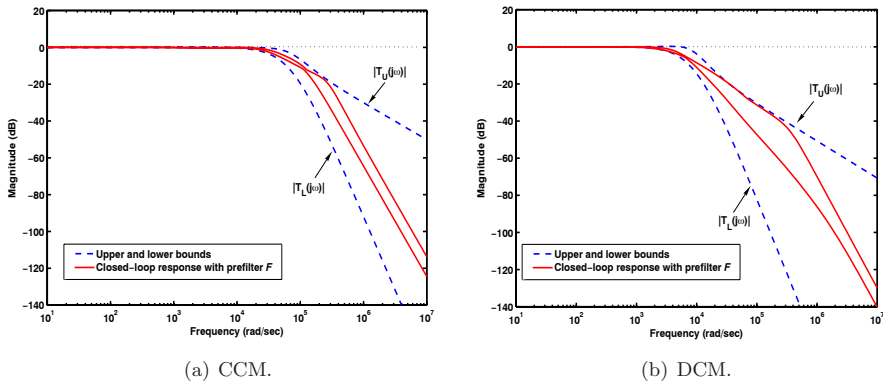 20
0
−20
−40
−60
−80
−100
−120
−140
Magnitude (dB)
|T_U(jω)|
|T_L(jω)|
Upper and lower bounds
Closed−loop response with prefilter F
10^1 10^2 10^3 10^4 10^5 10^6 10^7
Frequency (rad/sec)
(a) CCM.
20
0
−20
−40
−60
−80
−100
−120
−140
Magnitude (dB)
|T_U(jω)|
|T_L(jω)|
Upper and lower bounds
Closed−loop response with prefilter F
10^1 10^2 10^3 10^4 10^5 10^6 10^7
Frequency (rad/sec)
(b) DCM.